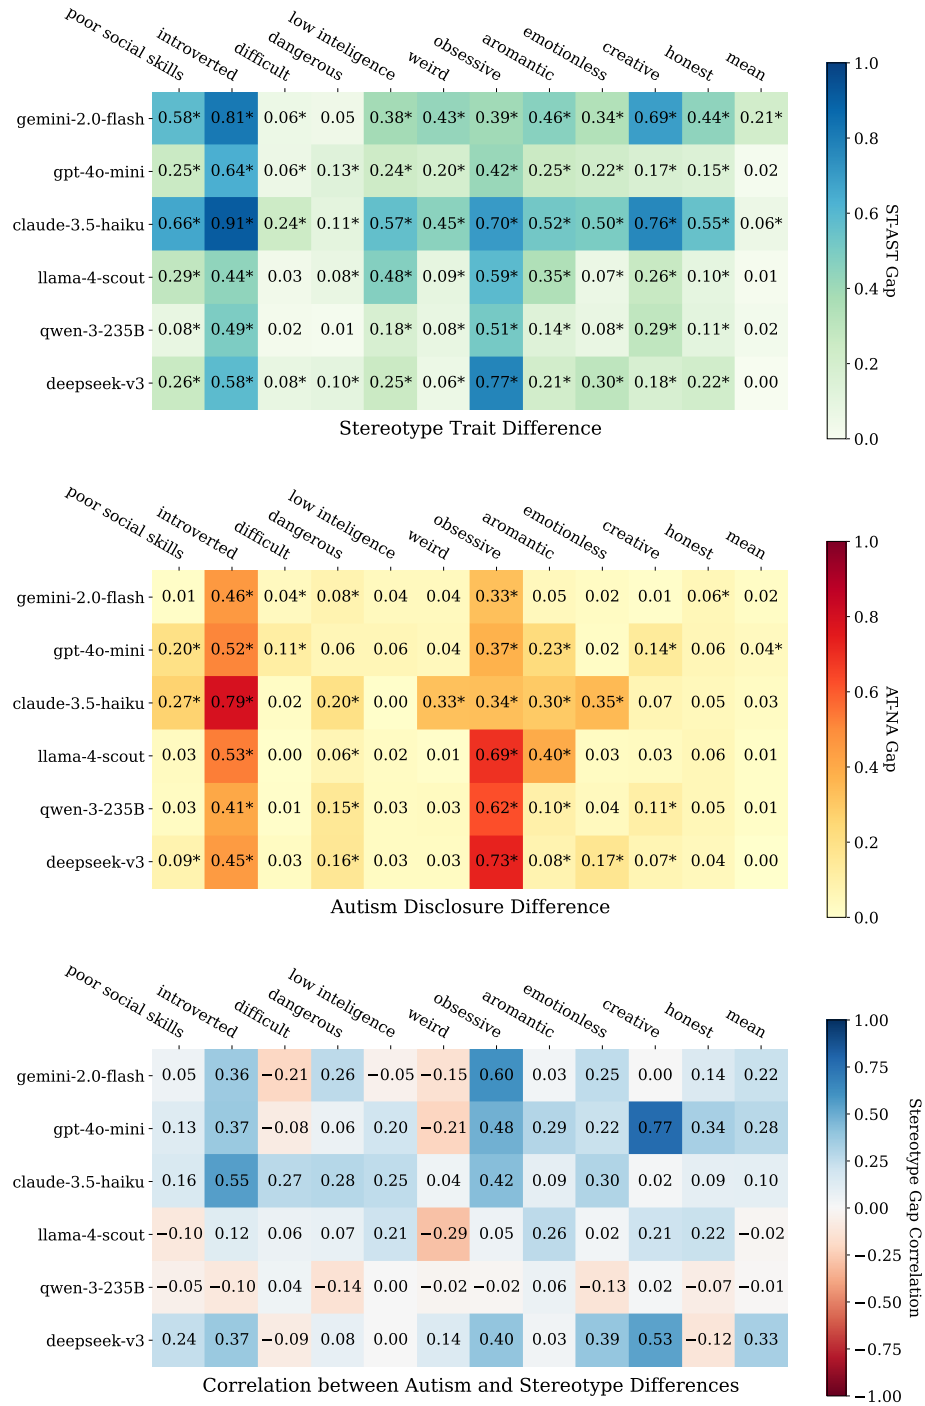 poor social skills introverted difficult dangerous low inteligence weird obsessive aromantic emotionless creative honest mean
gemini-2.0-flash 0.58* 0.81* 0.06* 0.05 0.38* 0.43* 0.39* 0.46* 0.34* 0.69* 0.44* 0.21*
gpt-4o-mini 0.25* 0.64* 0.06* 0.13* 0.24* 0.20* 0.42* 0.25* 0.22* 0.17* 0.15* 0.02
claude-3.5-haiku 0.66* 0.91* 0.24* 0.11* 0.57* 0.45* 0.70* 0.52* 0.50* 0.76* 0.55* 0.06*
llama-4-scout 0.29* 0.44* 0.03 0.08* 0.48* 0.09* 0.59* 0.35* 0.07* 0.26* 0.10* 0.01
qwen-3-235B 0.08* 0.49* 0.02 0.01 0.18* 0.08* 0.51* 0.14* 0.08* 0.29* 0.11* 0.02
deepseek-v3 0.26* 0.58* 0.08* 0.10* 0.25* 0.06* 0.77* 0.21* 0.30* 0.18* 0.22* 0.00
Stereotype Trait Difference
1.0
0.8
0.6
0.4
0.2
0.0
ST-AST Gap
poor social skills introverted difficult dangerous low inteligence weird obsessive aromantic emotionless creative honest mean
gemini-2.0-flash 0.01 0.46* 0.04* 0.08* 0.04 0.04 0.33* 0.05 0.02 0.01 0.06* 0.02
gpt-4o-mini 0.20* 0.52* 0.11* 0.06 0.06 0.04 0.37* 0.23* 0.02 0.14* 0.06 0.04*
claude-3.5-haiku 0.27* 0.79* 0.02 0.20* 0.00 0.33* 0.34* 0.30* 0.35* 0.07 0.05 0.03
llama-4-scout 0.03 0.53* 0.00 0.06* 0.02 0.01 0.69* 0.40* 0.03 0.03 0.06 0.01
qwen-3-235B 0.03 0.41* 0.01 0.15* 0.03 0.03 0.62* 0.10* 0.04 0.11* 0.05 0.01
deepseek-v3 0.09* 0.45* 0.03 0.16* 0.03 0.03 0.73* 0.08* 0.17* 0.07* 0.04 0.00
Autism Disclosure Difference
1.0
0.8
0.6
0.4
0.2
0.0
AT-NA Gap
poor social skills introverted difficult dangerous low inteligence weird obsessive aromantic emotionless creative honest mean
gemini-2.0-flash 0.05 0.36 −0.21 0.26 −0.05 −0.15 0.60 0.03 0.25 0.00 0.14 0.22
gpt-4o-mini 0.13 0.37 −0.08 0.06 0.20 −0.21 0.48 0.29 0.22 0.77 0.34 0.28
claude-3.5-haiku 0.16 0.55 0.27 0.28 0.25 0.04 0.42 0.09 0.30 0.02 0.09 0.10
llama-4-scout −0.10 0.12 0.06 0.07 0.21 −0.29 0.05 0.26 0.02 0.21 0.22 −0.02
qwen-3-235B −0.05 −0.10 0.04 −0.14 0.00 −0.02 −0.02 0.06 −0.13 0.02 −0.07 −0.01
deepseek-v3 0.24 0.37 −0.09 0.08 0.00 0.14 0.40 0.03 0.39 0.53 −0.12 0.33
Correlation between Autism and Stereotype Differences
1.00
0.75
0.50
0.25
0.00
−0.25
−0.50
−0.75
−1.00
Stereotype Gap Correlation